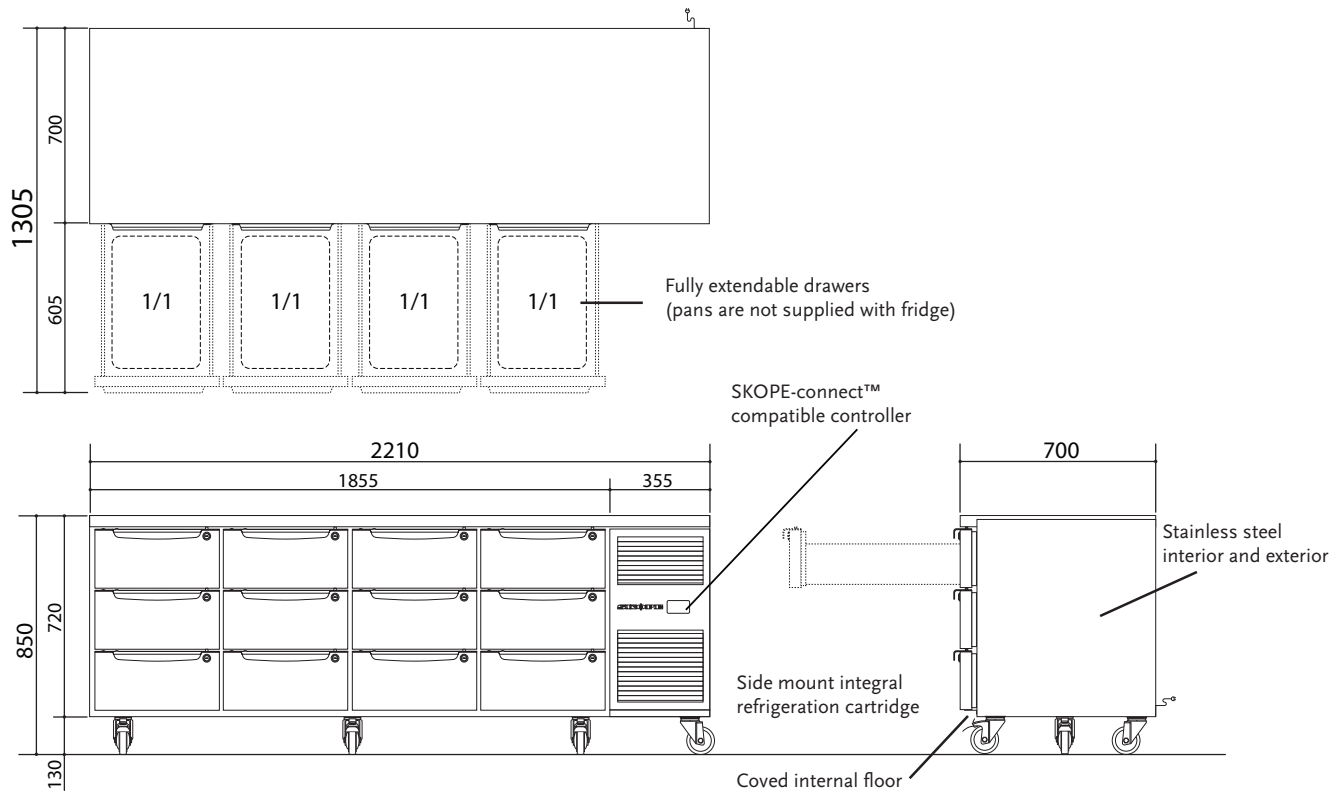 1305
700
605
1/1 1/1 1/1 1/1
Fully extendable drawers
(pans are not supplied with fridge)
SKOPE-connect™
compatible controller
2210
1855 355
850
720
130
SKOPE
700
Stainless steel
interior and exterior
Side mount integral
refrigeration cartridge
Coved internal floor